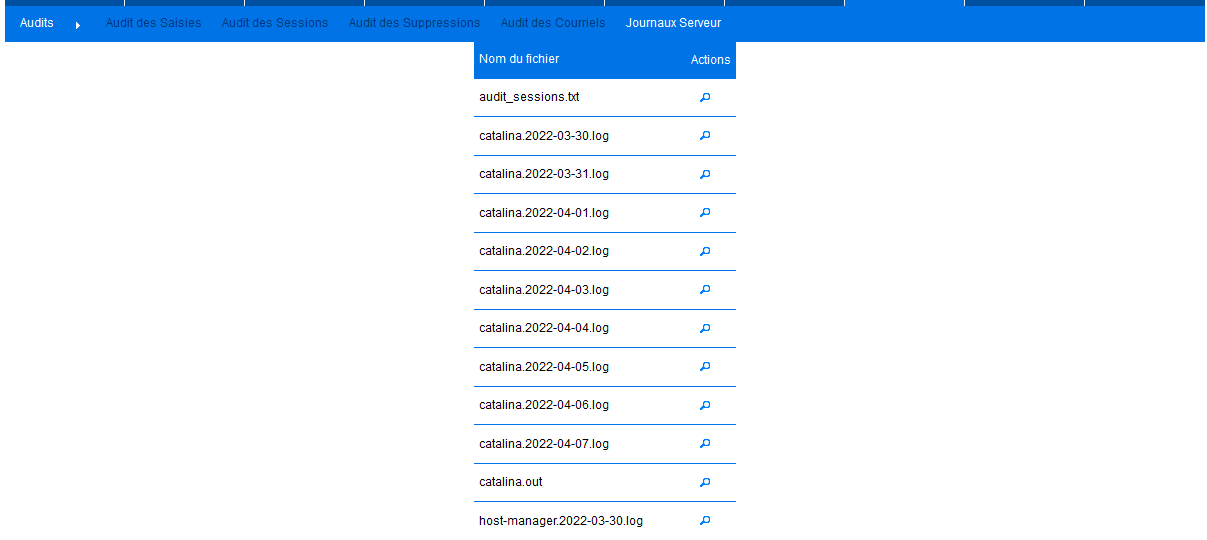 Audits Audit des Saisies Audit des Sessions Audit des Suppressions Audit des Courriels Journaux Serveur
Nom du fichier Actions
audit_sessions.txt
catalina.2022-03-30.log
catalina.2022-03-31.log
catalina.2022-04-01.log
catalina.2022-04-02.log
catalina.2022-04-03.log
catalina.2022-04-04.log
catalina.2022-04-05.log
catalina.2022-04-06.log
catalina.2022-04-07.log
catalina.out
host-manager.2022-03-30.log